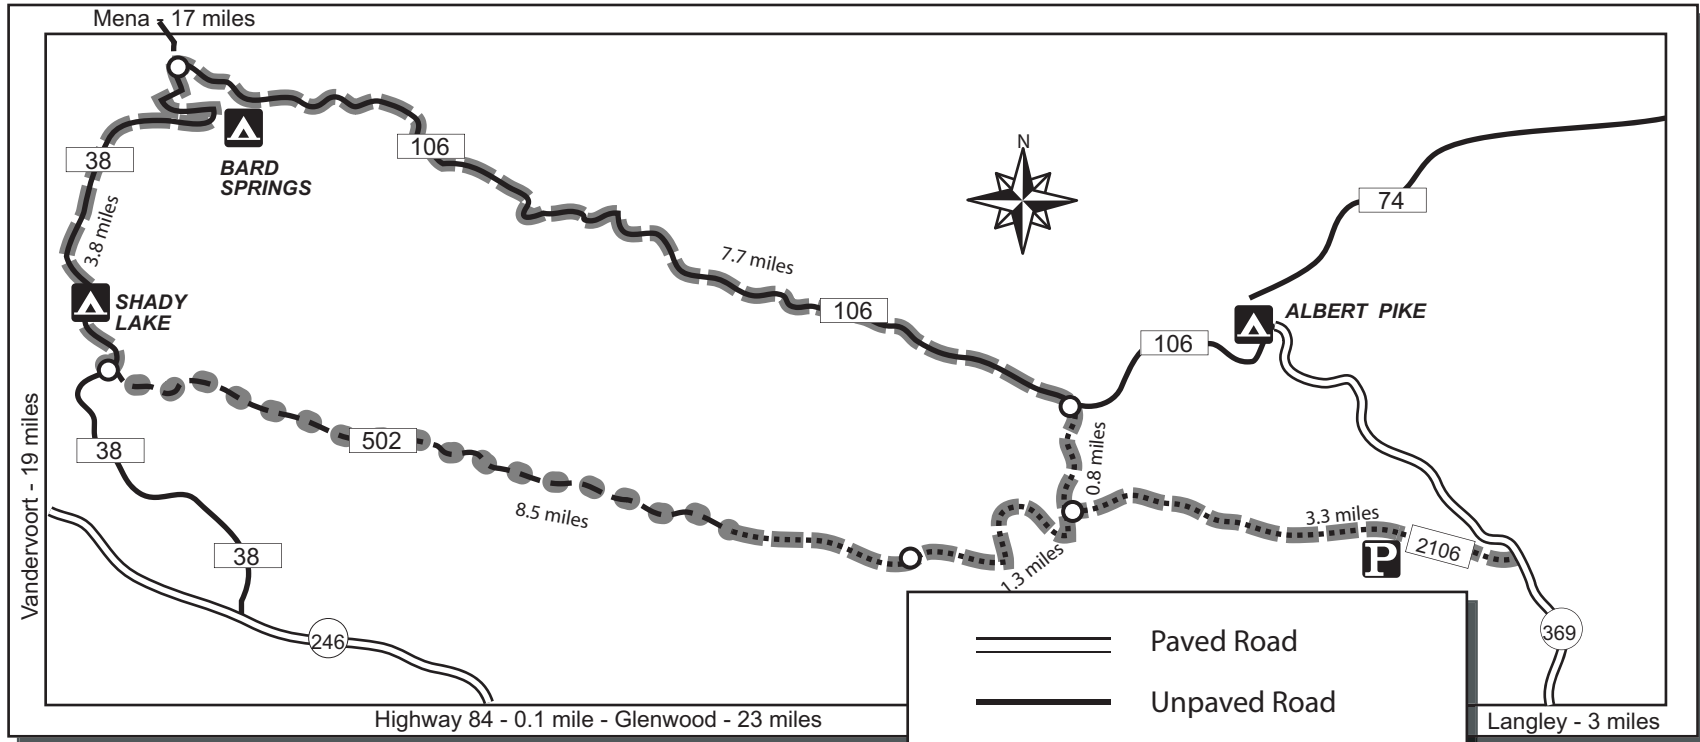 Mena - 17 miles
38
BARD
SPRINGS
106
N
74
3.8 miles
7.7 miles
SHADY
LAKE
106
ALBERT PIKE
106
Vandervoort - 19 miles
38
502
0.8 miles
8.5 miles
3.3 miles
P
2106
38
1.3 miles
246
369
Paved Road
Unpaved Road
Highway 84 - 0.1 mile - Glenwood - 23 miles
Langley - 3 miles